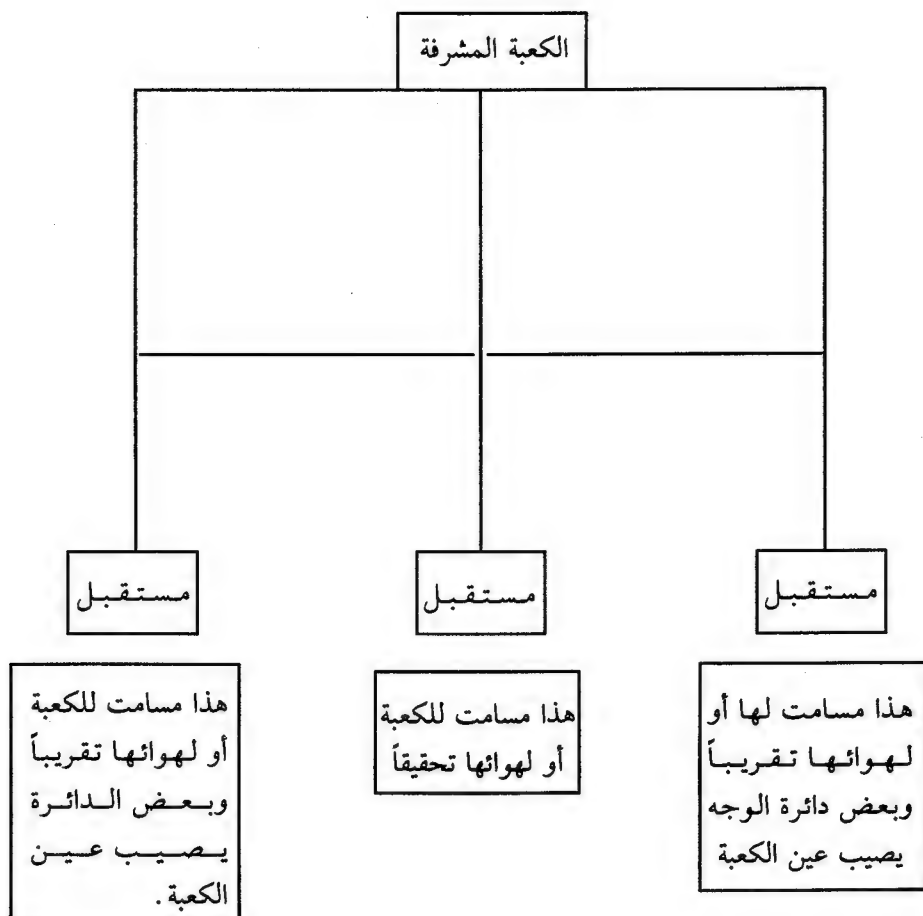 الكعبة المشرفة
مستقبل
مستقبل
مستقبل
هذا مسامت لها أو
لهوائها تقريباً
وبعض دائرة الوجه
يصيب عين الكعبة
هذا مسامت للكعبة
أو لهوائها تحقيقاً
هذا مسامت للكعبة
أو لهوائها تقريباً
وبعض الدائرة
يصيب عين
الكعبة.